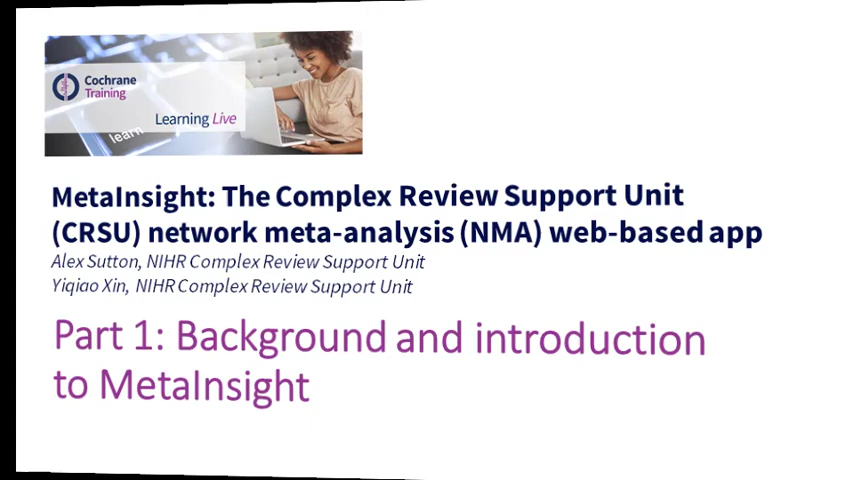 Cochrane
Training
Learning Live
learn
MetaInsight: The Complex Review Support Unit
(CRSU) network meta-analysis (NMA) web-based app
Alex Sutton, NIHR Complex Review Support Unit
Yiqiao Xin, NIHR Complex Review Support Unit
Part 1: Background and introduction
to MetaInsight